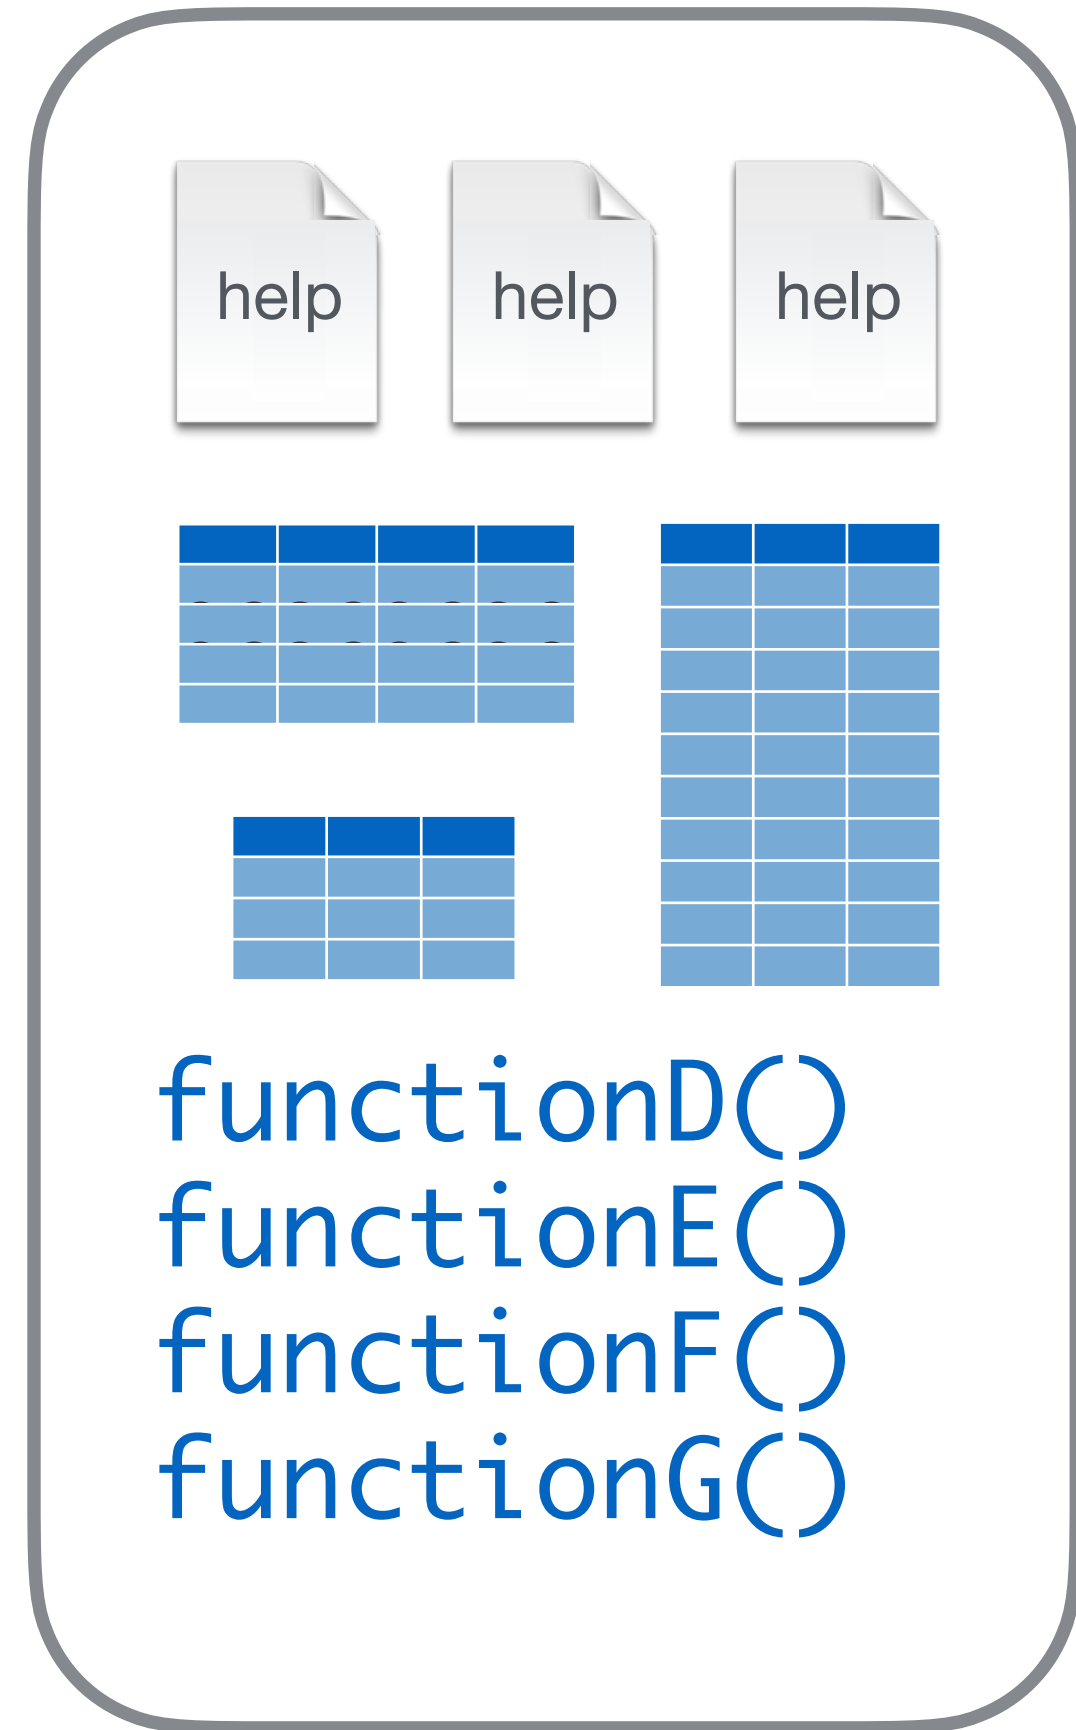 help help help
functionD()
functionE()
functionF()
functionG()